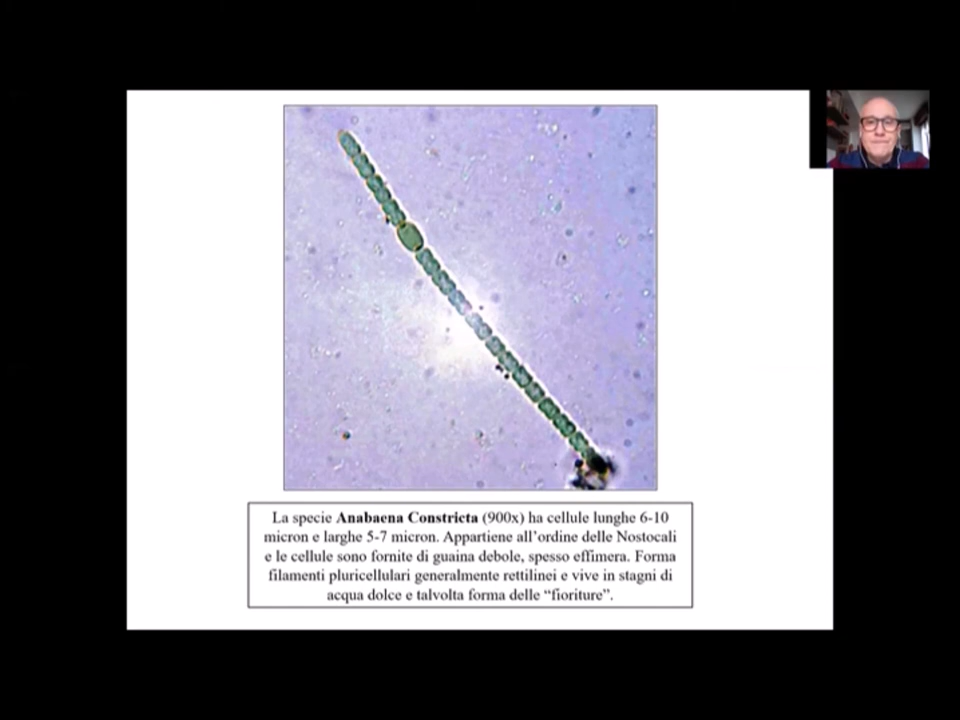 La specie Anabaena Constricta (900x) ha cellule lunghe 6-10
micron e larghe 5-7 micron. Appartiene all’ordine delle Nostocali
e le cellule sono fornite di guaina debole, spesso effimera. Forma
filamenti pluricellulari generalmente rettilinei e vive in stagni di
acqua dolce e talvolta forma delle “fioriture”.